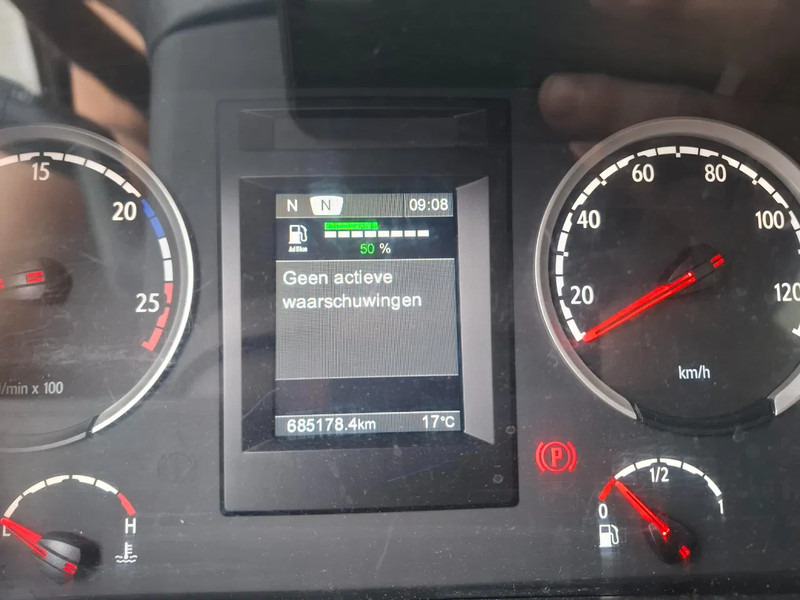 N N 09:08
50 %
Geen actieve
waarschuwingen
685178.4km 17°C
15
20
25
/min x 100
20
40
60
80
100
120
km/h
P
L H
0 1/2 1